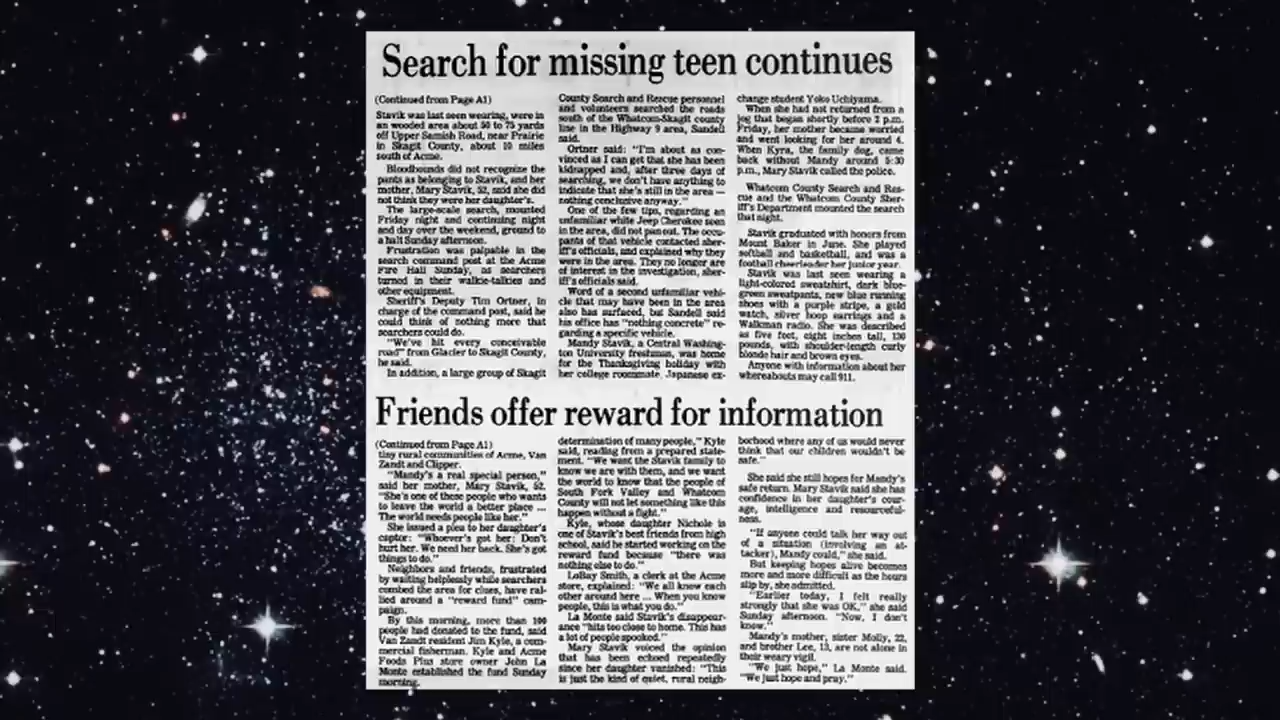 Search for missing teen continues
(Continued from Page A1)
Stavik was last seen wearing, were in
an wooded area about 50 to 75 yards
off Upper Samish Road, near Prairie
in Skagit County, about 10 miles
south of Acme.
Bloodhounds did not recognize the
pants as belonging to Stavik, and her
mother, Mary Stavik, 52, said she did
not think they were her daughter's.
The large-scale search, mounted
Friday night and continuing night
and day over the weekend, ground to
a halt Sunday afternoon.
Frustration was palpable in the
search command post at the Acme
Fire Hall Sunday, as searchers
turned in their walkie-talkies and
other equipment.
Sheriff's Deputy Tim Ortner, in
charge of the command post, said he
could think of nothing more that
searchers could do.
"We've hit every conceivable
road" from Glacier to Skagit County,
he said.
In addition, a large group of Skagit
County Search and Rescue personnel
and volunteers searched the roads
south of the Whatcom-Skagit county
line in the Highway 9 area, Sandell
said.
Ortner said: "I'm about as con-
vinced as I can get that she has been
kidnapped and, after three days of
searching, we don't have anything to
indicate that she's still in the area —
nothing conclusive anyway."
One of the few tips, regarding an
unfamiliar white Jeep Cherokee seen
in the area, did not pan out. The occu-
pants of that vehicle contacted sher-
iff's officials, and explained why they
were in the area. They no longer are
of interest in the investigation, sher-
iff's officials said.
Word of a second unfamiliar vehi-
cle that may have been in the area
also has surfaced, but Sandell said
his office has "nothing concrete" re-
garding a specific vehicle.
Mandy Stavik, a Central Washing-
ton University freshman, was home
for the Thanksgiving holiday with
her college roommate, Japanese ex-
change student Yoko Uchiyama.
When she had not returned from a
jog that began shortly before 2 p.m.
Friday, her mother became worried
and went looking for her around 4.
When Kyra, the family dog, came
back without Mandy around 5:30
p.m., Mary Stavik called the police.
Whatcom County Search and Res-
cue and the Whatcom County Sher-
iff's Department mounted the search
that night.
Stavik graduated with honors from
Mount Baker in June. She played
softball and basketball, and was a
football cheerleader her junior year.
Stavik was last seen wearing a
light-colored sweatshirt, dark blue-
green sweatpants, new blue running
shoes with a purple stripe, a gold
watch, silver hoop earrings and a
Walkman radio. She was described
as five feet, eight inches tall, 130
pounds, with shoulder-length curly
blonde hair and brown eyes.
Anyone with information about her
whereabouts may call 911.
Friends offer reward for information
(Continued from Page A1)
tiny rural communities of Acme, Van
Zandt and Clipper.
"Mandy's a real special person,"
said her mother, Mary Stavik, 52.
"She's one of these people who wants
to leave the world a better place ...
The world needs people like her."
She issued a plea to her daughter's
captor: "Whoever's got her: Don't
hurt her. We need her back. She's got
things to do."
Neighbors and friends, frustrated
by waiting helplessly while searchers
combed the area for clues, have ral-
lied around a "reward fund" cam-
paign.
By this morning, more than 100
people had donated to the fund, said
Van Zandt resident Jim Kyle, a com-
mercial fisherman. Kyle and Acme
Foods Plus store owner John La
Monte established the fund Sunday
morning.
determination of many people," Kyle
said, reading from a prepared state-
ment. "We want the Stavik family to
know we are with them, and we want
the world to know that the people of
South Fork Valley and Whatcom
County will not let something like this
happen without a fight."
Kyle, whose daughter Nichole is
one of Stavik's best friends from high
school, said he started working on the
reward fund because "there was
nothing else to do."
LoRay Smith, a clerk at the Acme
store, explained: "We all know each
other around here ... When you know
people, this is what you do."
La Monte said Stavik's disappear-
ance "hits too close to home. This has
a lot of people spooked."
Mary Stavik voiced the opinion
that has been echoed repeatedly
since her daughter vanished: "This
is just the kind of quiet, rural neigh-
borhood where any of us would never
think that our children wouldn't be
safe."
She said she still hopes for Mandy's
safe return. Mary Stavik said she has
confidence in her daughter's cour-
age, intelligence and resourceful-
ness.
"If anyone could talk her way out
of a situation (involving an at-
tacker), Mandy could," she said.
But keeping hopes alive becomes
more and more difficult as the hours
slip by, she admitted.
"Earlier today, I felt really
strongly that she was OK," she said
Sunday afternoon. "Now, I don't
know."
Mandy's mother, sister Molly, 22,
and brother Lee, 13, are not alone in
their weary vigil.
"We just hope," La Monte said.
"We just hope and pray."